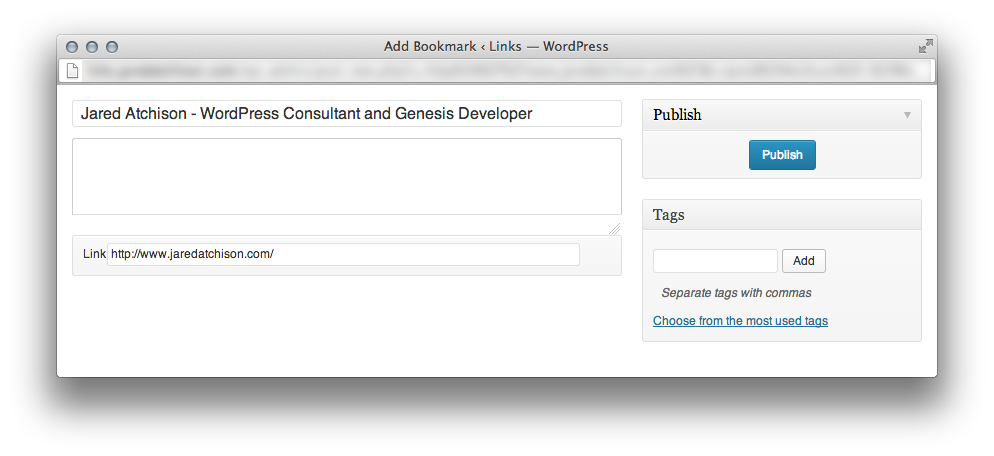 Add Bookmark ‹ Links — WordPress
Jared Atchison - WordPress Consultant and Genesis Developer
Link http://www.jaredatchison.com/
Publish
Publish
Tags
Add
Separate tags with commas
Choose from the most used tags